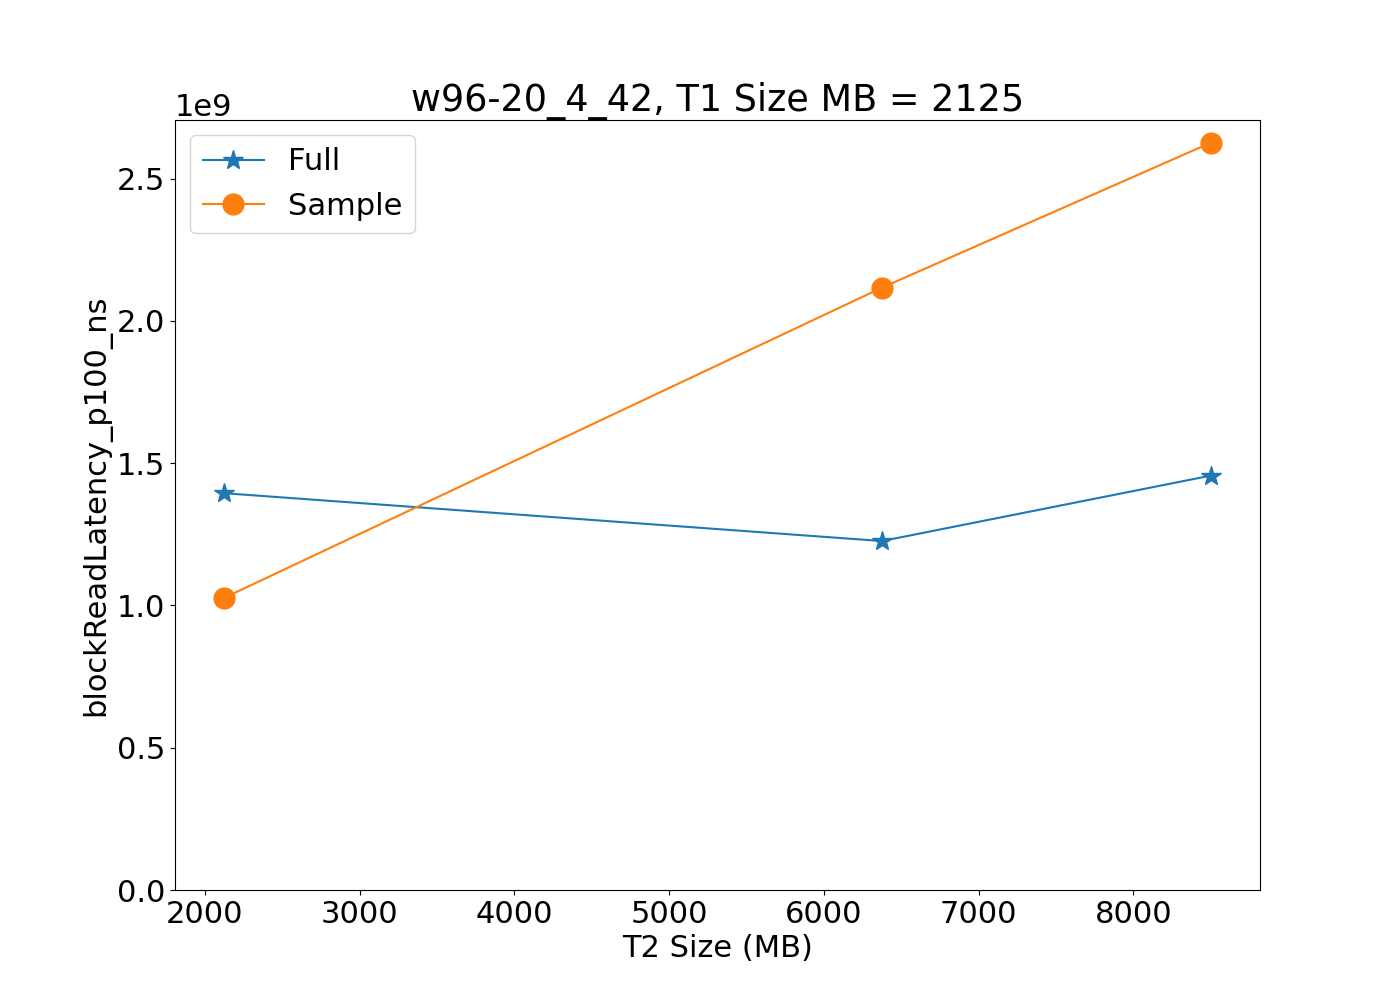 w96-20_4_42, T1 Size MB = 2125
1e9
Full
Sample
2.5
2.0
1.5
1.0
0.5
0.0
blockReadLatency_p100_ns
2000 3000 4000 5000 6000 7000 8000
T2 Size (MB)